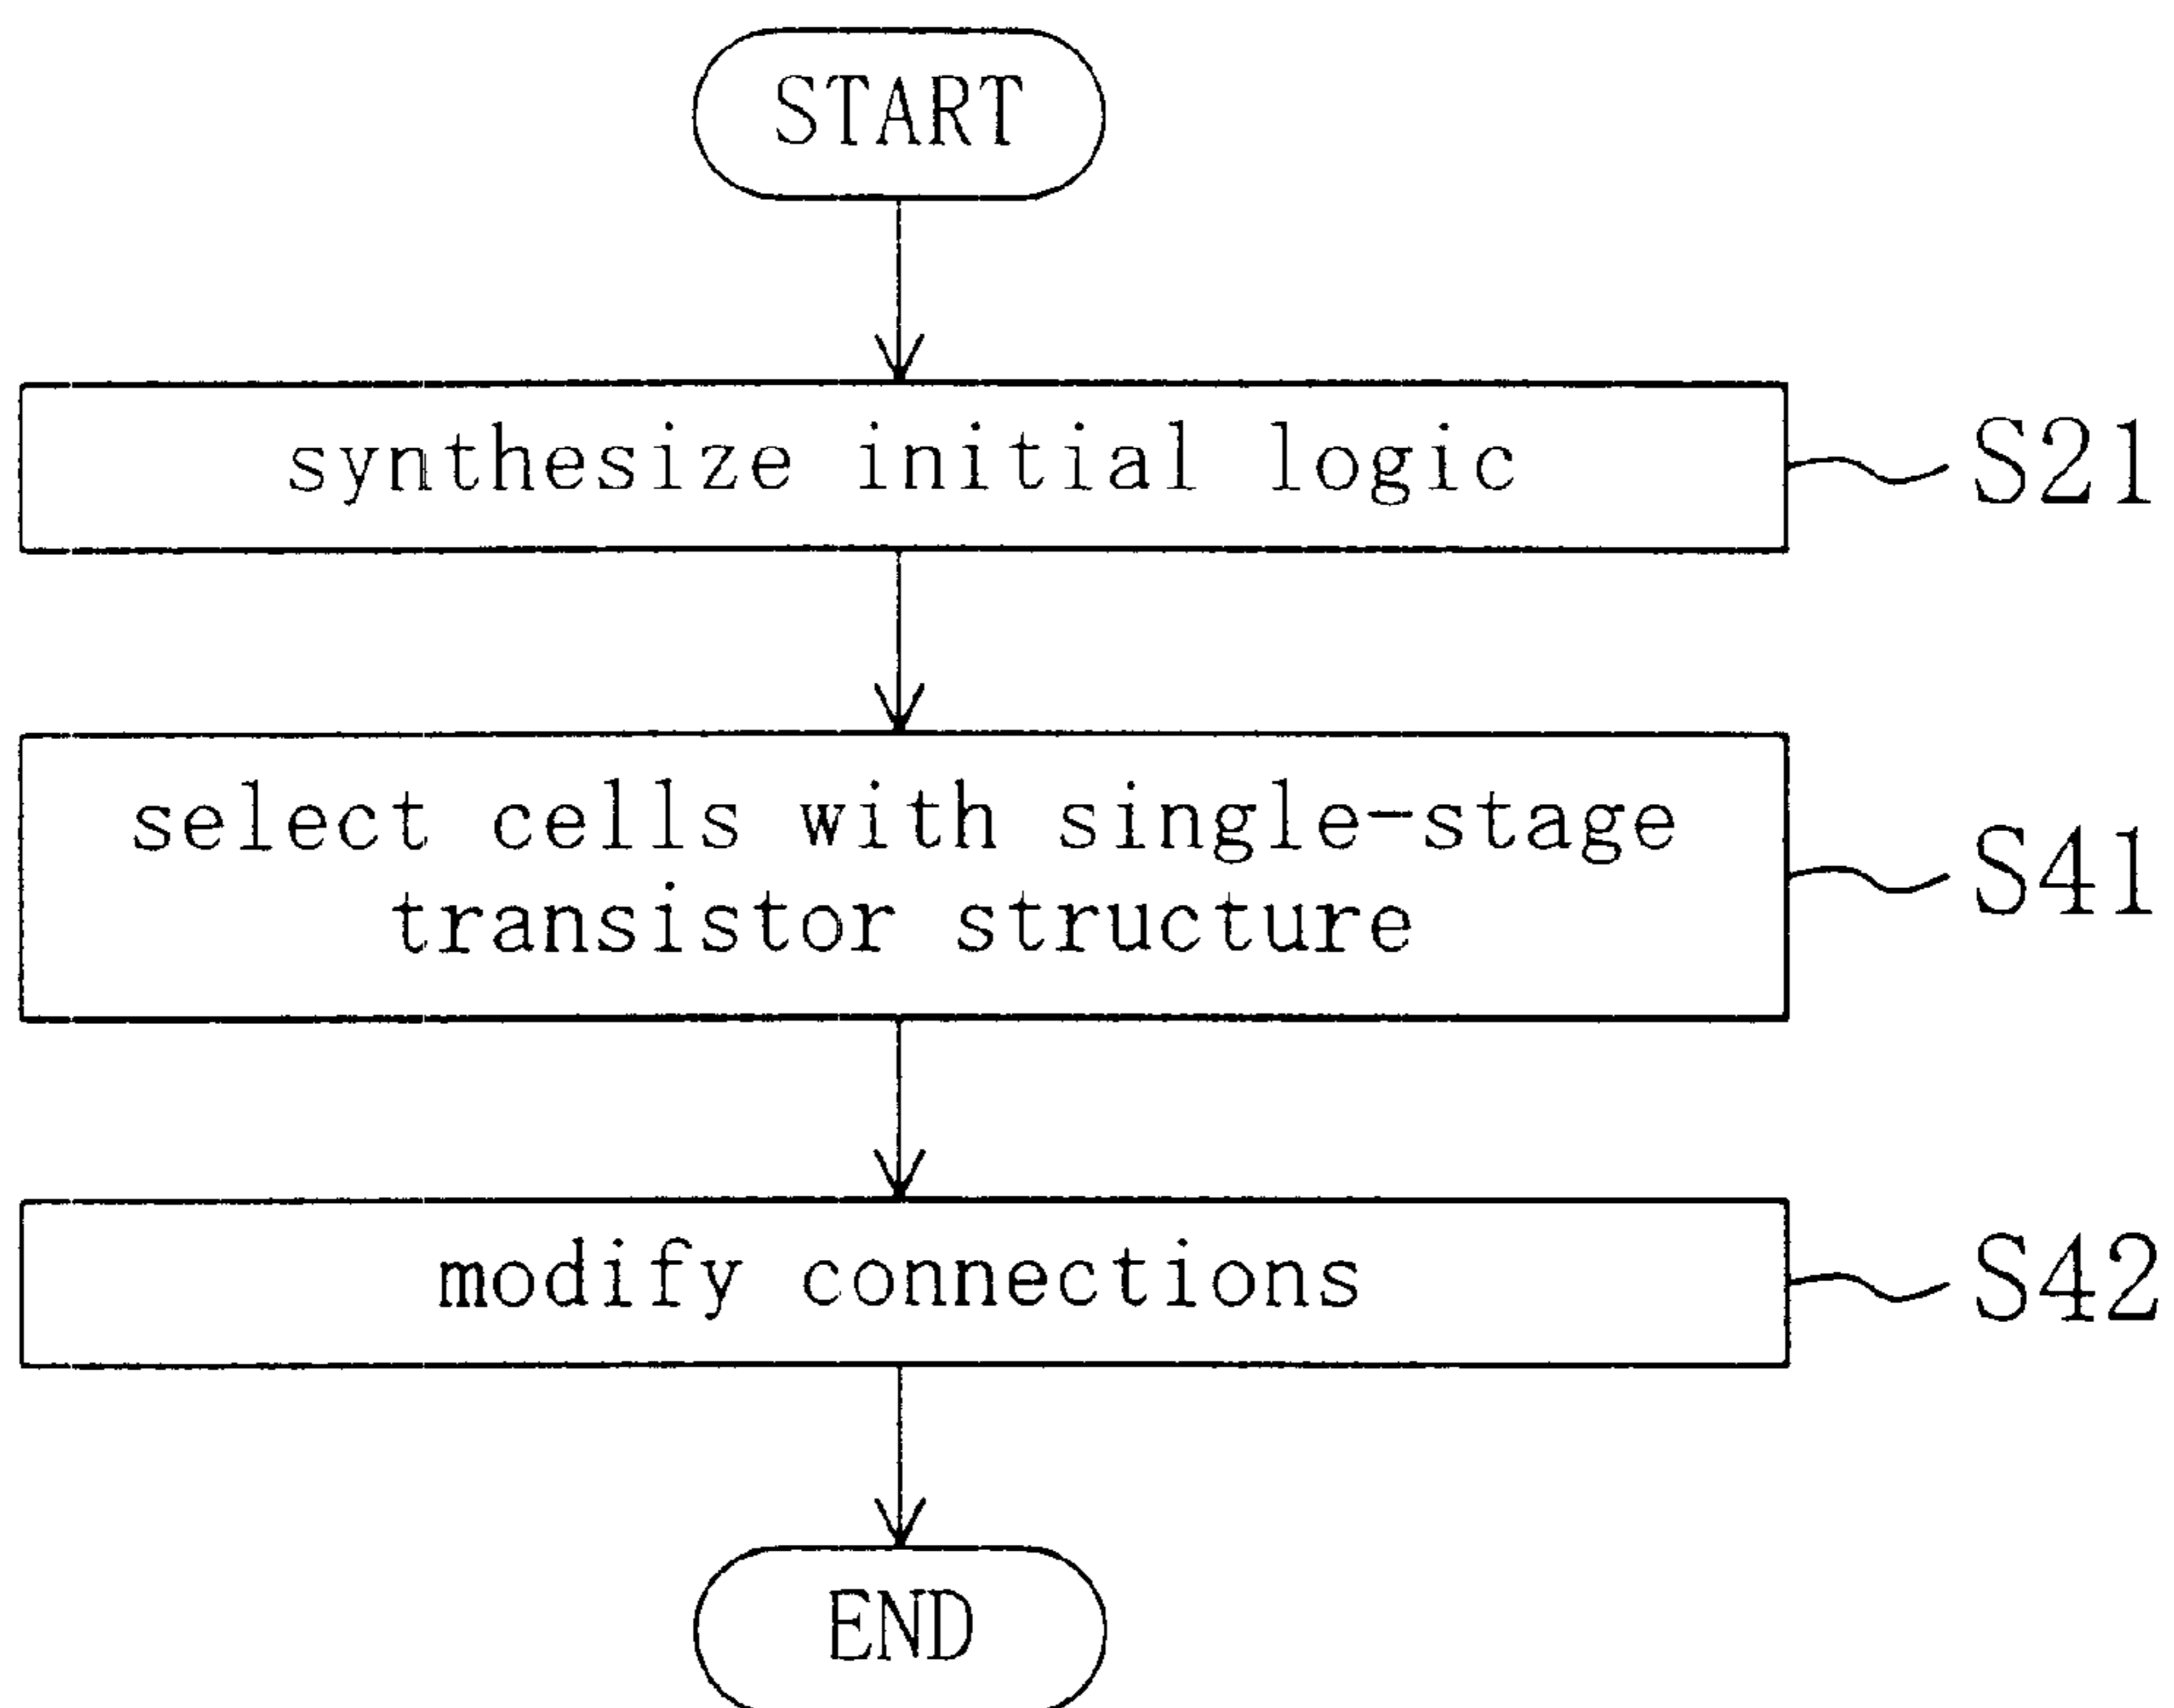 START
synthesize initial logic
S21
select cells with single-stage
transistor structure
S41
modify connections
S42
END